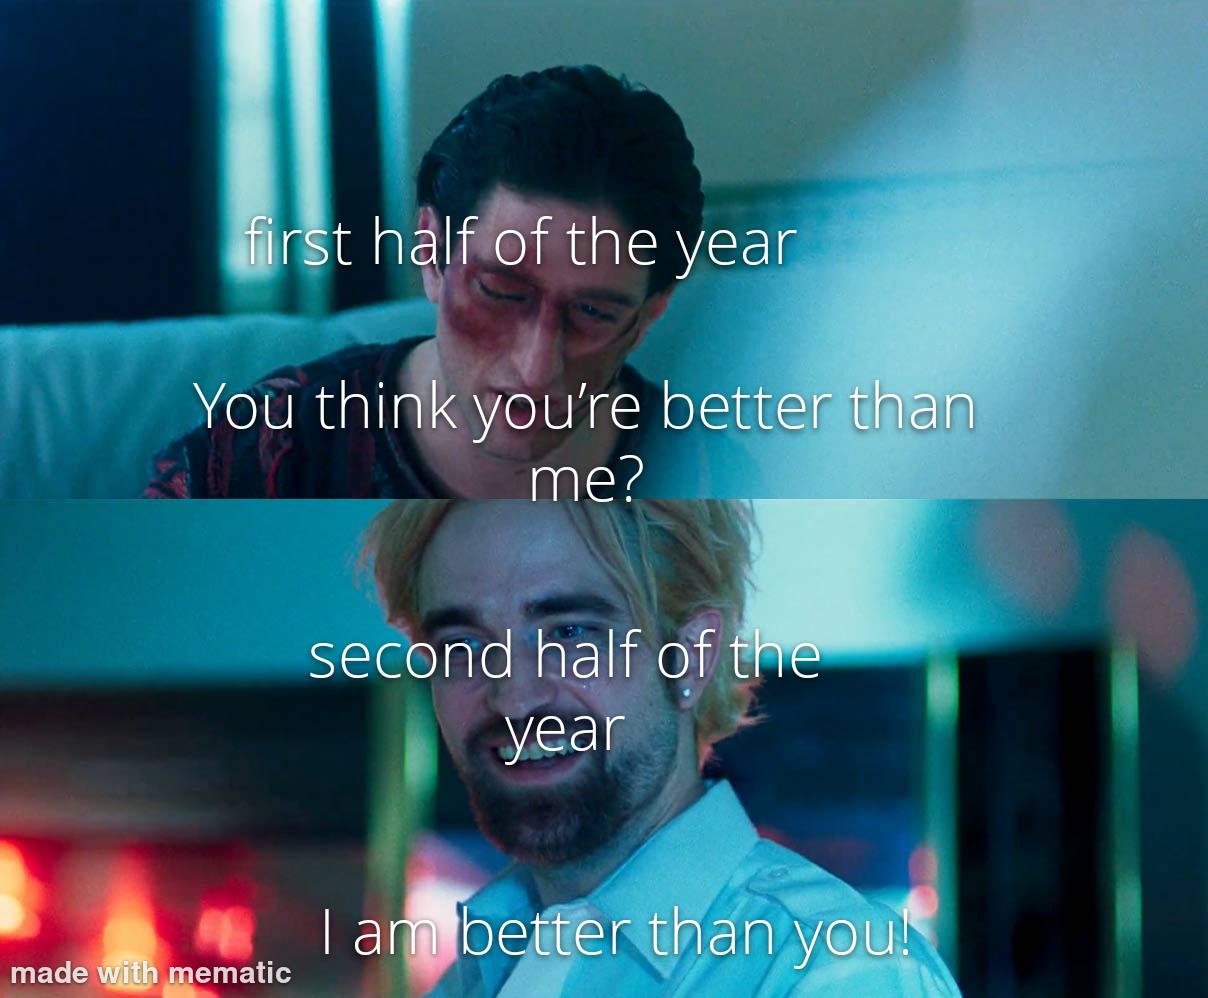 first half of the year
You think you’re better than
me?
second half of the
year
I am better than you!
made with mematic